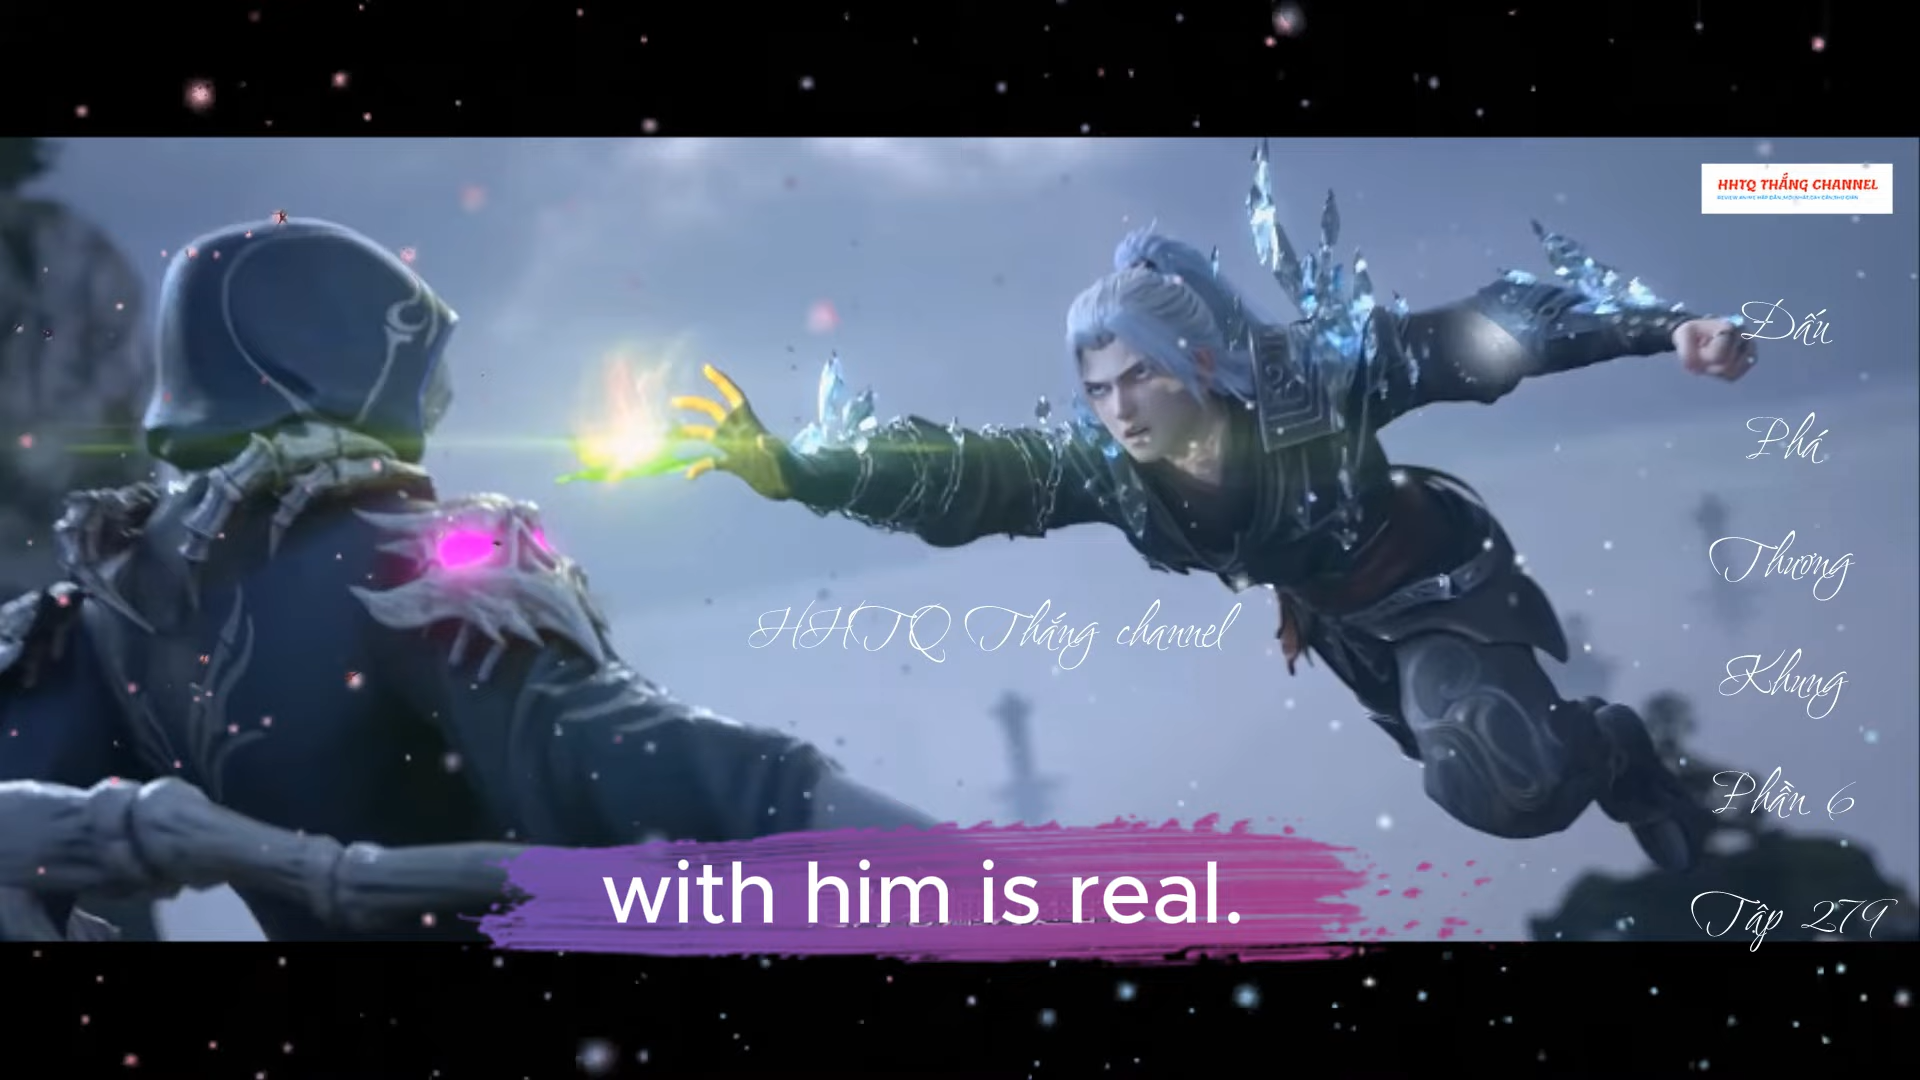 HHTQ THẮNG CHANNEL
Đấu
Phá
Thương
HHTQ Thắng channel
Khung
Phần 6
with him is real.
Tập 279